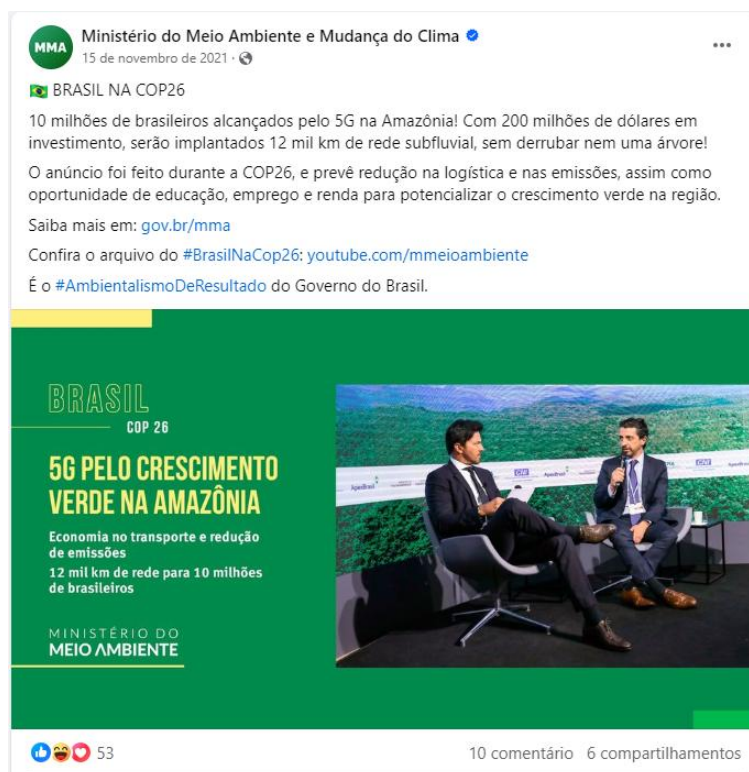 MMA
Ministério do Meio Ambiente e Mudança do Clima
15 de novembro de 2021 ·
BRASIL NA COP26
10 milhões de brasileiros alcançados pelo 5G na Amazônia! Com 200 milhões de dólares em
investimento, serão implantados 12 mil km de rede subfluvial, sem derrubar nem uma árvore!
O anúncio foi feito durante a COP26, e prevê redução na logística e nas emissões, assim como
oportunidade de educação, emprego e renda para potencializar o crescimento verde na região.
Saiba mais em: gov.br/mma
Confira o arquivo do #BrasilNaCop26: youtube.com/mmeioambiente
É o #AmbientalismoDeResultado do Governo do Brasil.
BRASIL
COP 26
5G PELO CRESCIMENTO
VERDE NA AMAZÔNIA
Economia no transporte e redução
de emissões
12 mil km de rede para 10 milhões
de brasileiros
MINISTÉRIO DO
MEIO AMBIENTE
ApexBrasil
CNI
ApexBrasil
CNI
53
10 comentário 6 compartilhamentos